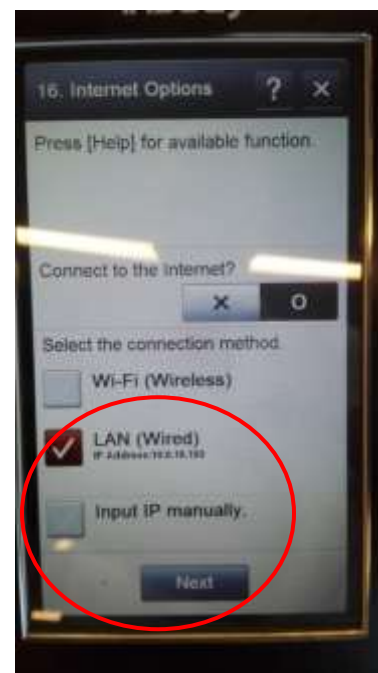 16. Internet Options ? ×
Press [Help] for available function.
Connect to the Internet?
× O
Select the connection method.
Wi-Fi (Wireless)
LAN (Wired)
Input IP manually.
Next